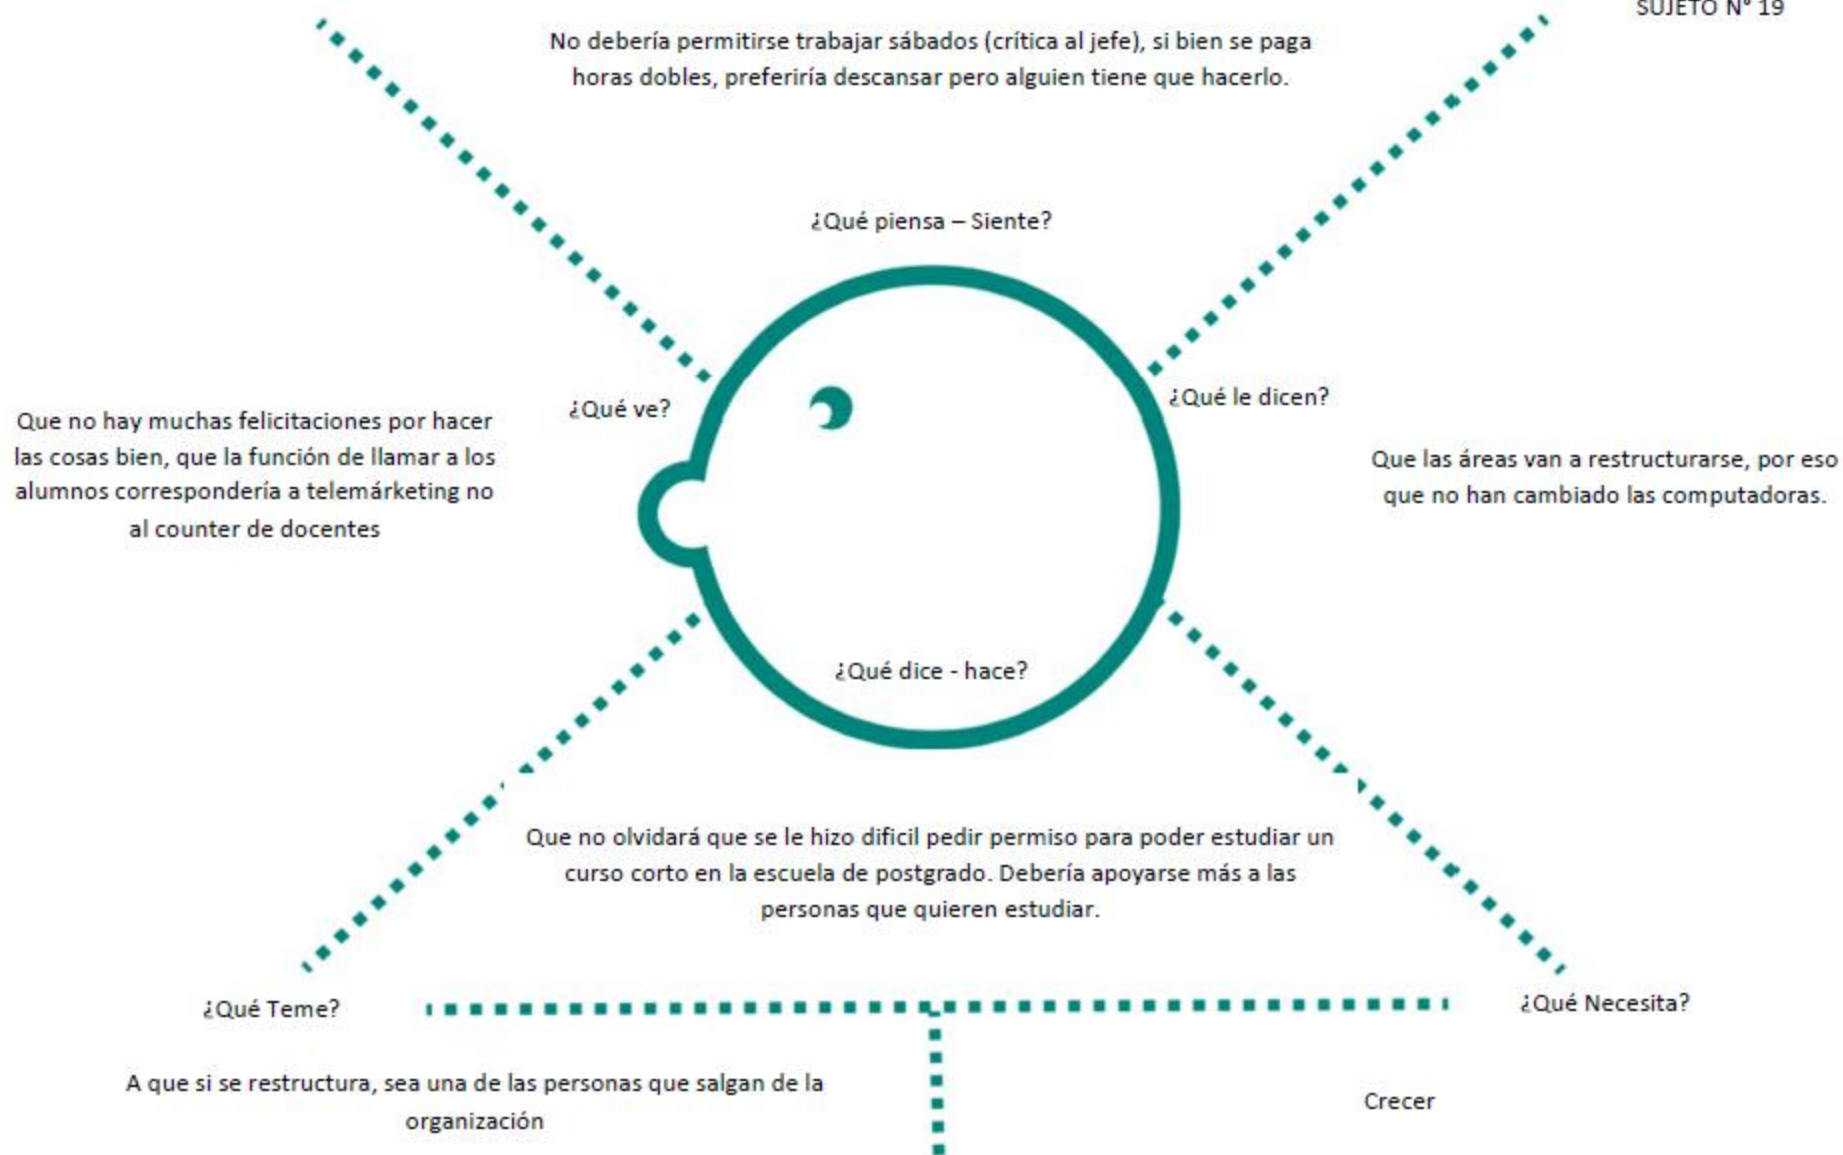 SUJETO N° 19
No debería permitirse trabajar sábados (crítica al jefe), si bien se paga
horas dobles, preferiría descansar pero alguien tiene que hacerlo.
¿Qué piensa – Siente?
¿Qué ve?
Que no hay muchas felicitaciones por hacer
las cosas bien, que la función de llamar a los
alumnos correspondería a telemárketing no
al counter de docentes
¿Qué le dicen?
Que las áreas van a restructurarse, por eso
que no han cambiado las computadoras.
¿Qué dice - hace?
Que no olvidará que se le hizo dificil pedir permiso para poder estudiar un
curso corto en la escuela de postgrado. Debería apoyarse más a las
personas que quieren estudiar.
¿Qué Teme?
A que si se restructura, sea una de las personas que salgan de la
organización
¿Qué Necesita?
Crecer